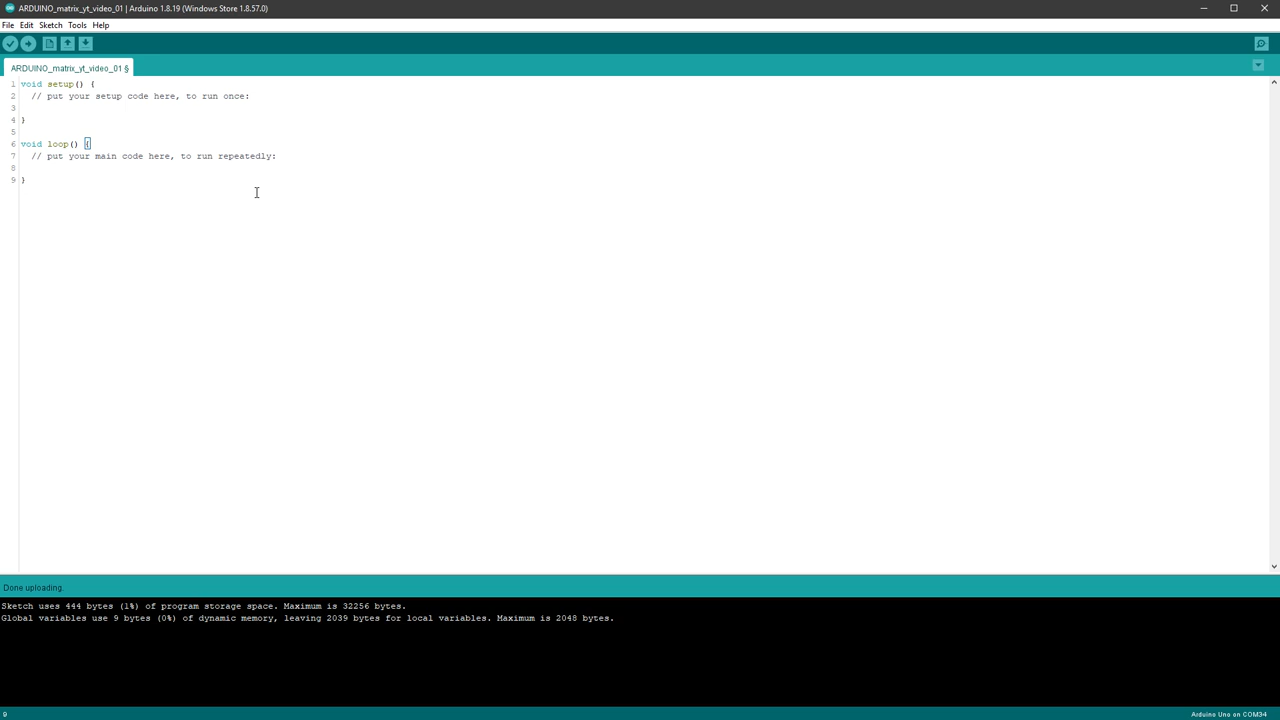 ARDUINO_matrix_yt_video_01 | Arduino 1.8.19 (Windows Store 1.8.57.0)
File Edit Sketch Tools Help
ARDUINO_matrix_yt_video_01 §
1 void setup() {
2 // put your setup code here, to run once:
3
4 }
5
6 void loop() {
7 // put your main code here, to run repeatedly:
8
9 }
Done uploading.
Sketch uses 444 bytes (1%) of program storage space. Maximum is 32256 bytes.
Global variables use 9 bytes (0%) of dynamic memory, leaving 2039 bytes for local variables. Maximum is 2048 bytes.
9 Arduino Uno on COM34